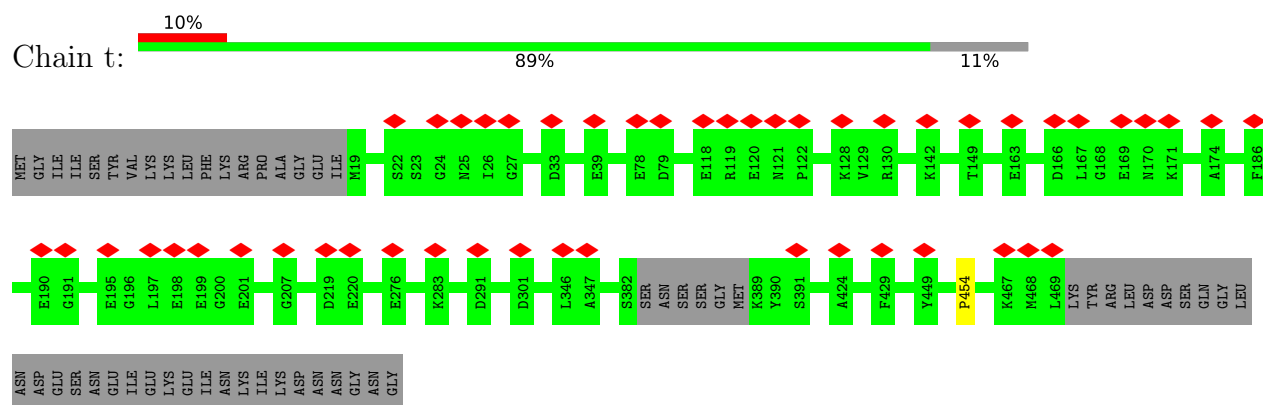 10%
Chain t:
89%
11%
MET GLY ILE ILE SER TYR VAL LYS LYS LEU PHE LYS ARG PRO ALA GLY GLU ILE M19 S22 S23 G24 N25 I26 G27 D33 E39 E78 D79 E118 R119 E120 N121 P122 K128 V129 R130 K142 T149 E163 D166 L167 G168 E169 N170 K171 A174 F186
E190 G191 E195 G196 L197 E198 E199 G200 E201 G207 D219 E220 E276 K283 D291 D301 L346 A347 S382 SER ASN SER SER GLY MET K389 Y390 S391 A424 F429 Y449 P454 K467 M468 L469 LYS TYR ARG LEU ASP ASP SER GLN GLY LEU
ASN ASP GLU SER ASN GLU ILE GLU LYS GLU ILE ASN LYS ILE LYS ASP ASN ASN GLY ASN GLY